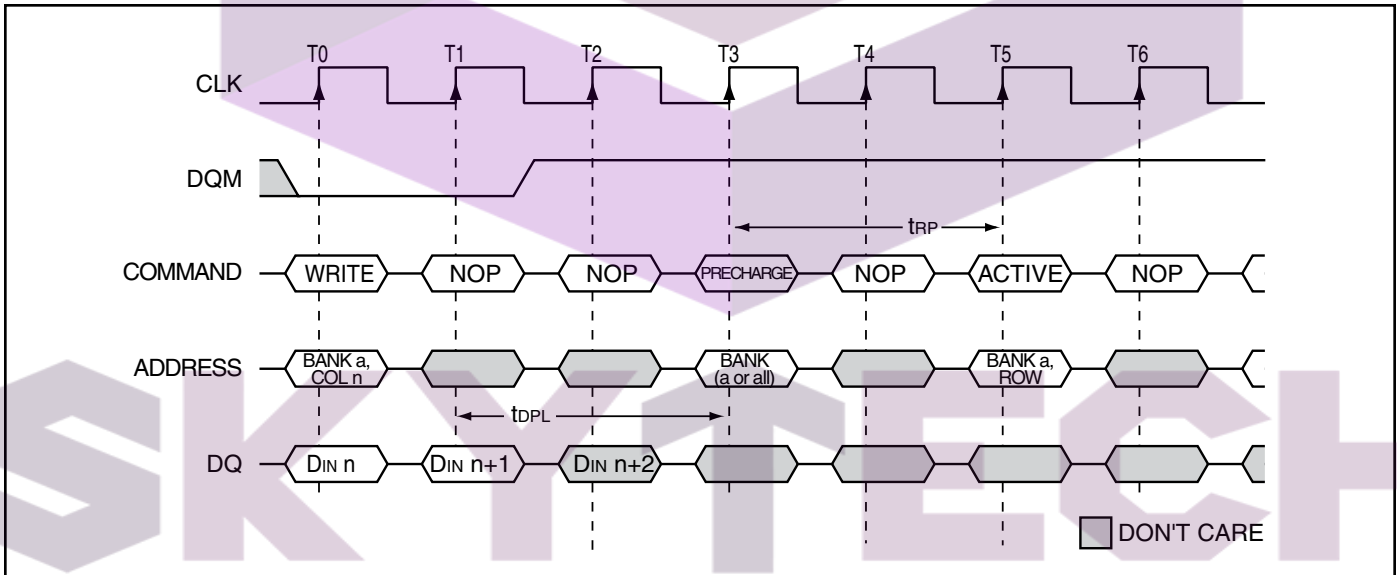 T0 T1 T2 T3 T4 T5 T6
CLK
DQM
tRP
COMMAND WRITE NOP NOP PRECHARGE NOP ACTIVE NOP
ADDRESS BANK a, COL n BANK (a or all) BANK a, ROW
tDPL
DQ DIN n DIN n+1 DIN n+2
DON'T CARE
SKYTECH